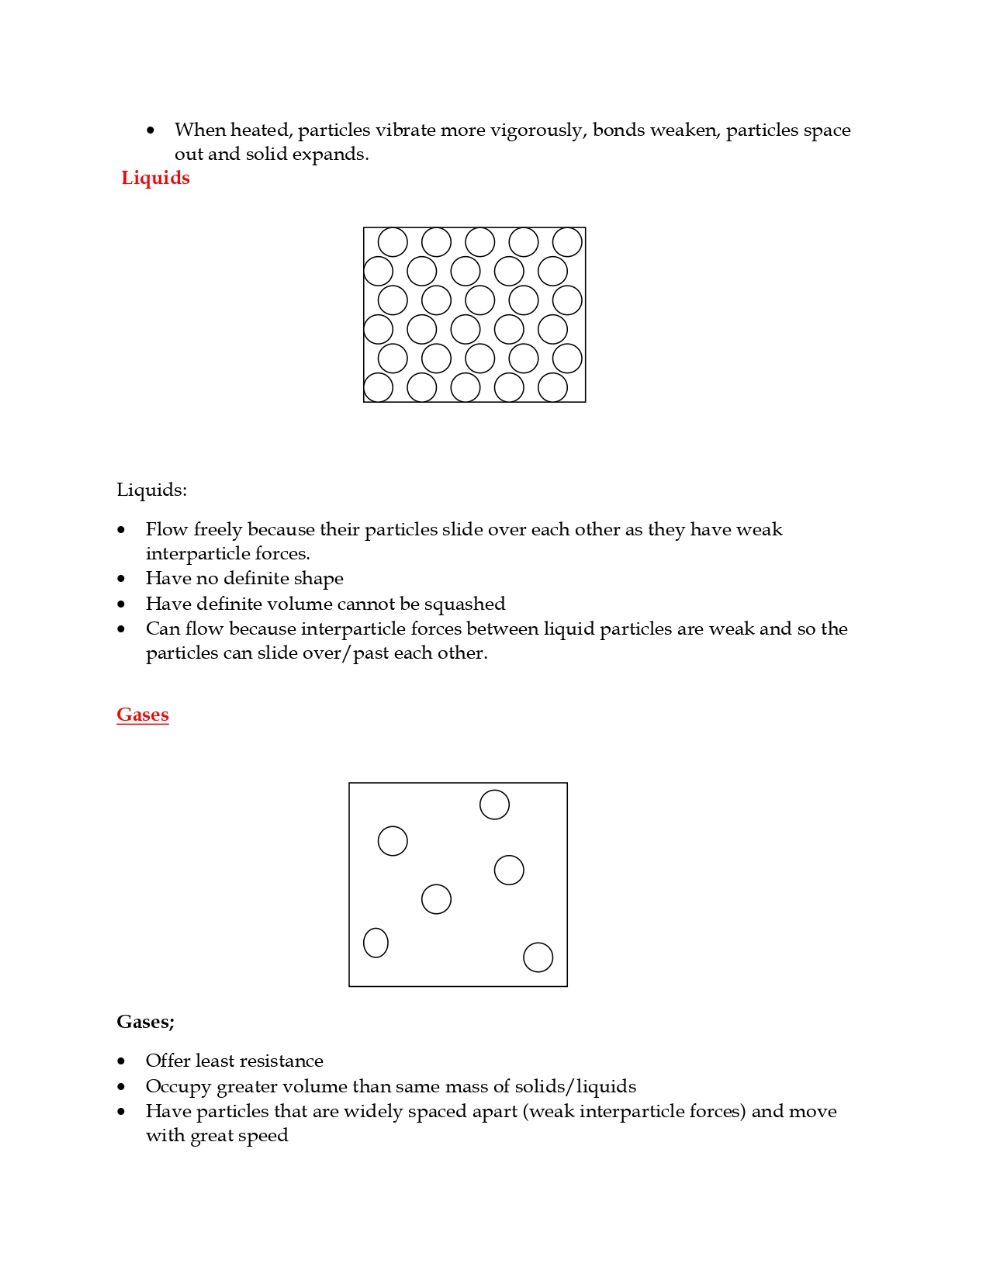 • When heated, particles vibrate more vigorously, bonds weaken, particles space
out and solid expands.
Liquids
Liquids:
• Flow freely because their particles slide over each other as they have weak
interparticle forces.
• Have no definite shape
• Have definite volume cannot be squashed
• Can flow because interparticle forces between liquid particles are weak and so the
particles can slide over/past each other.
Gases
Gases;
• Offer least resistance
• Occupy greater volume than same mass of solids/liquids
• Have particles that are widely spaced apart (weak interparticle forces) and move
with great speed